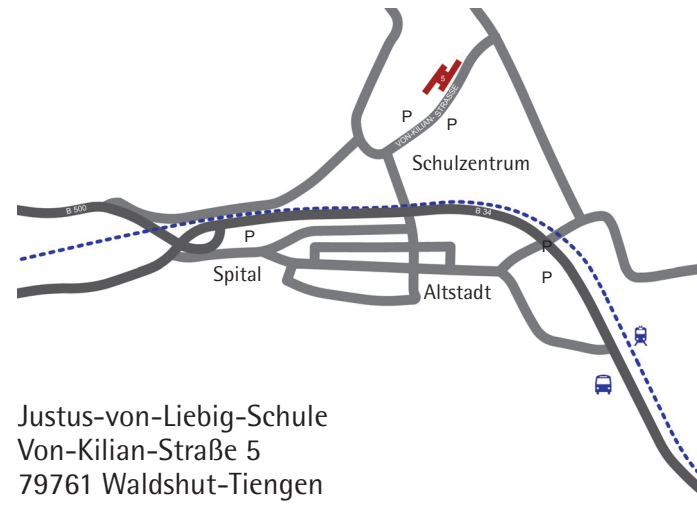 5
P
VON-KILIAN- STRASSE
P
Schulzentrum
B 500
B 34
P
P
Spital
P
Altstadt
Justus-von-Liebig-Schule
Von-Kilian-Straße 5
79761 Waldshut-Tiengen